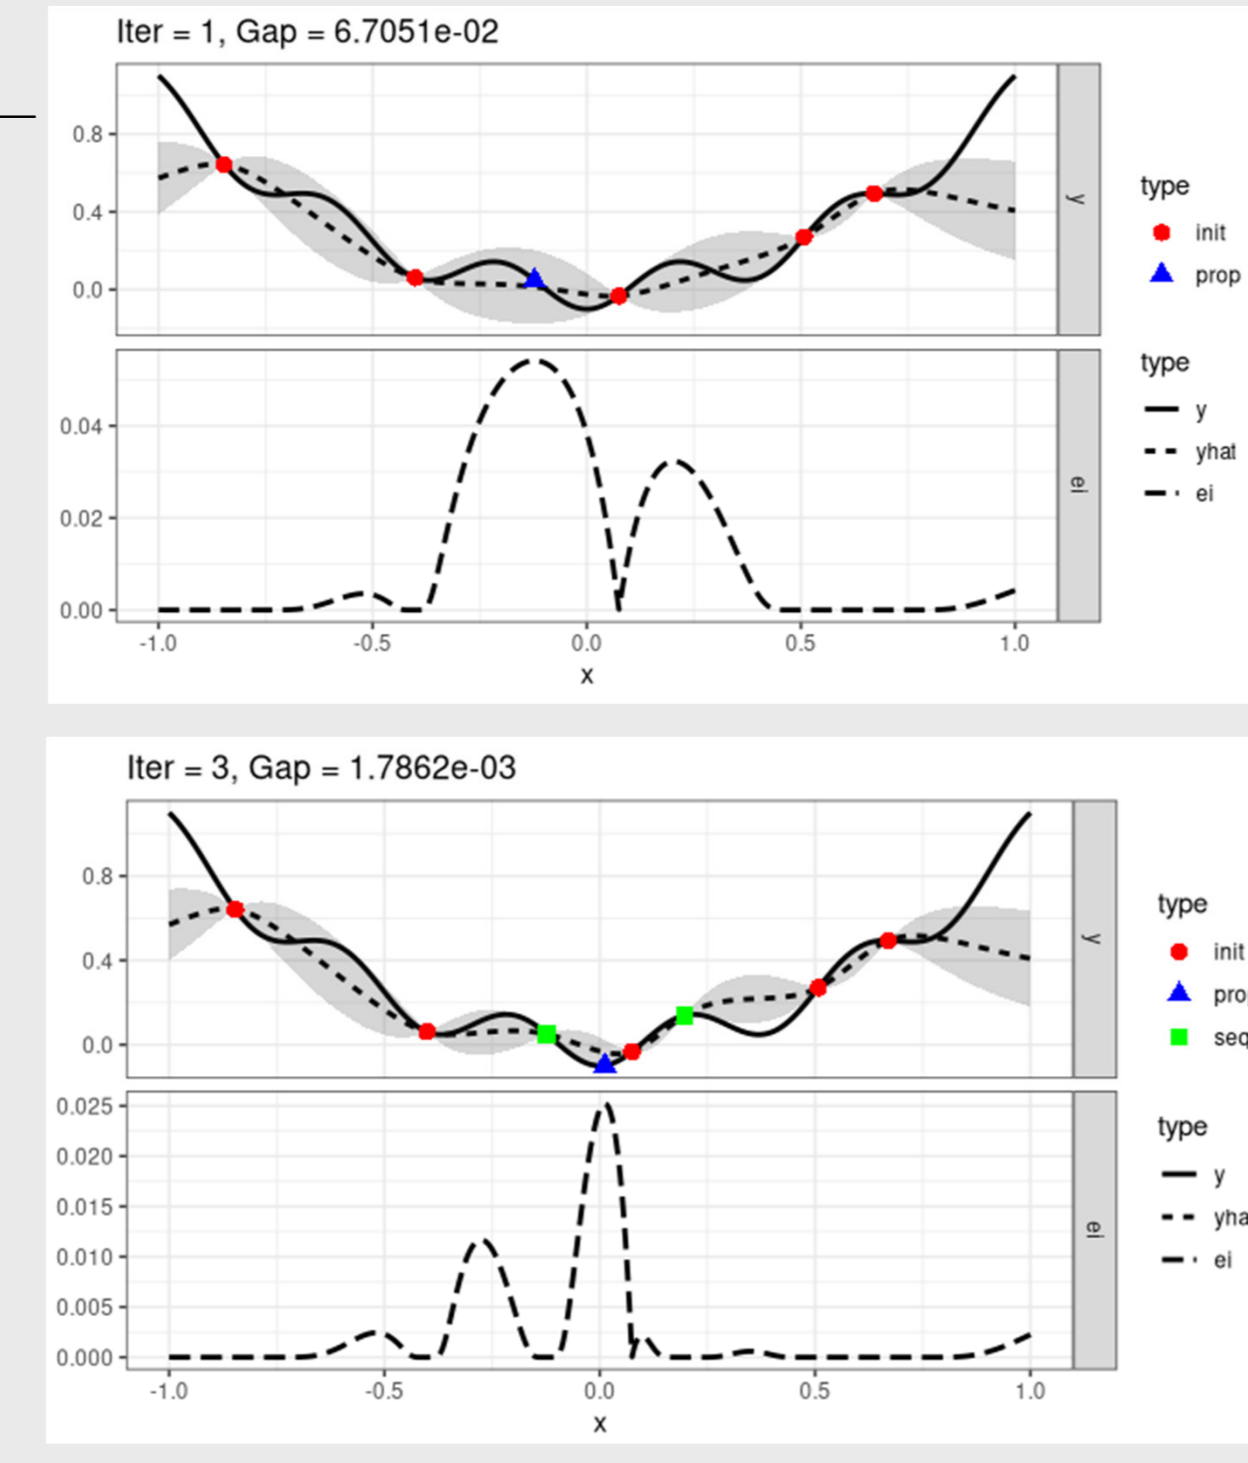 Iter = 1, Gap = 6.7051e-02
0.8
0.4
0.0
y
type
init
prop
0.04
0.02
0.00
ei
type
y
yhat
ei
-1.0 -0.5 0.0 0.5 1.0
x
Iter = 3, Gap = 1.7862e-03
0.8
0.4
0.0
y
type
init
pro
seq
0.025
0.020
0.015
0.010
0.005
0.000
ei
type
y
yha
ei
-1.0 -0.5 0.0 0.5 1.0
x